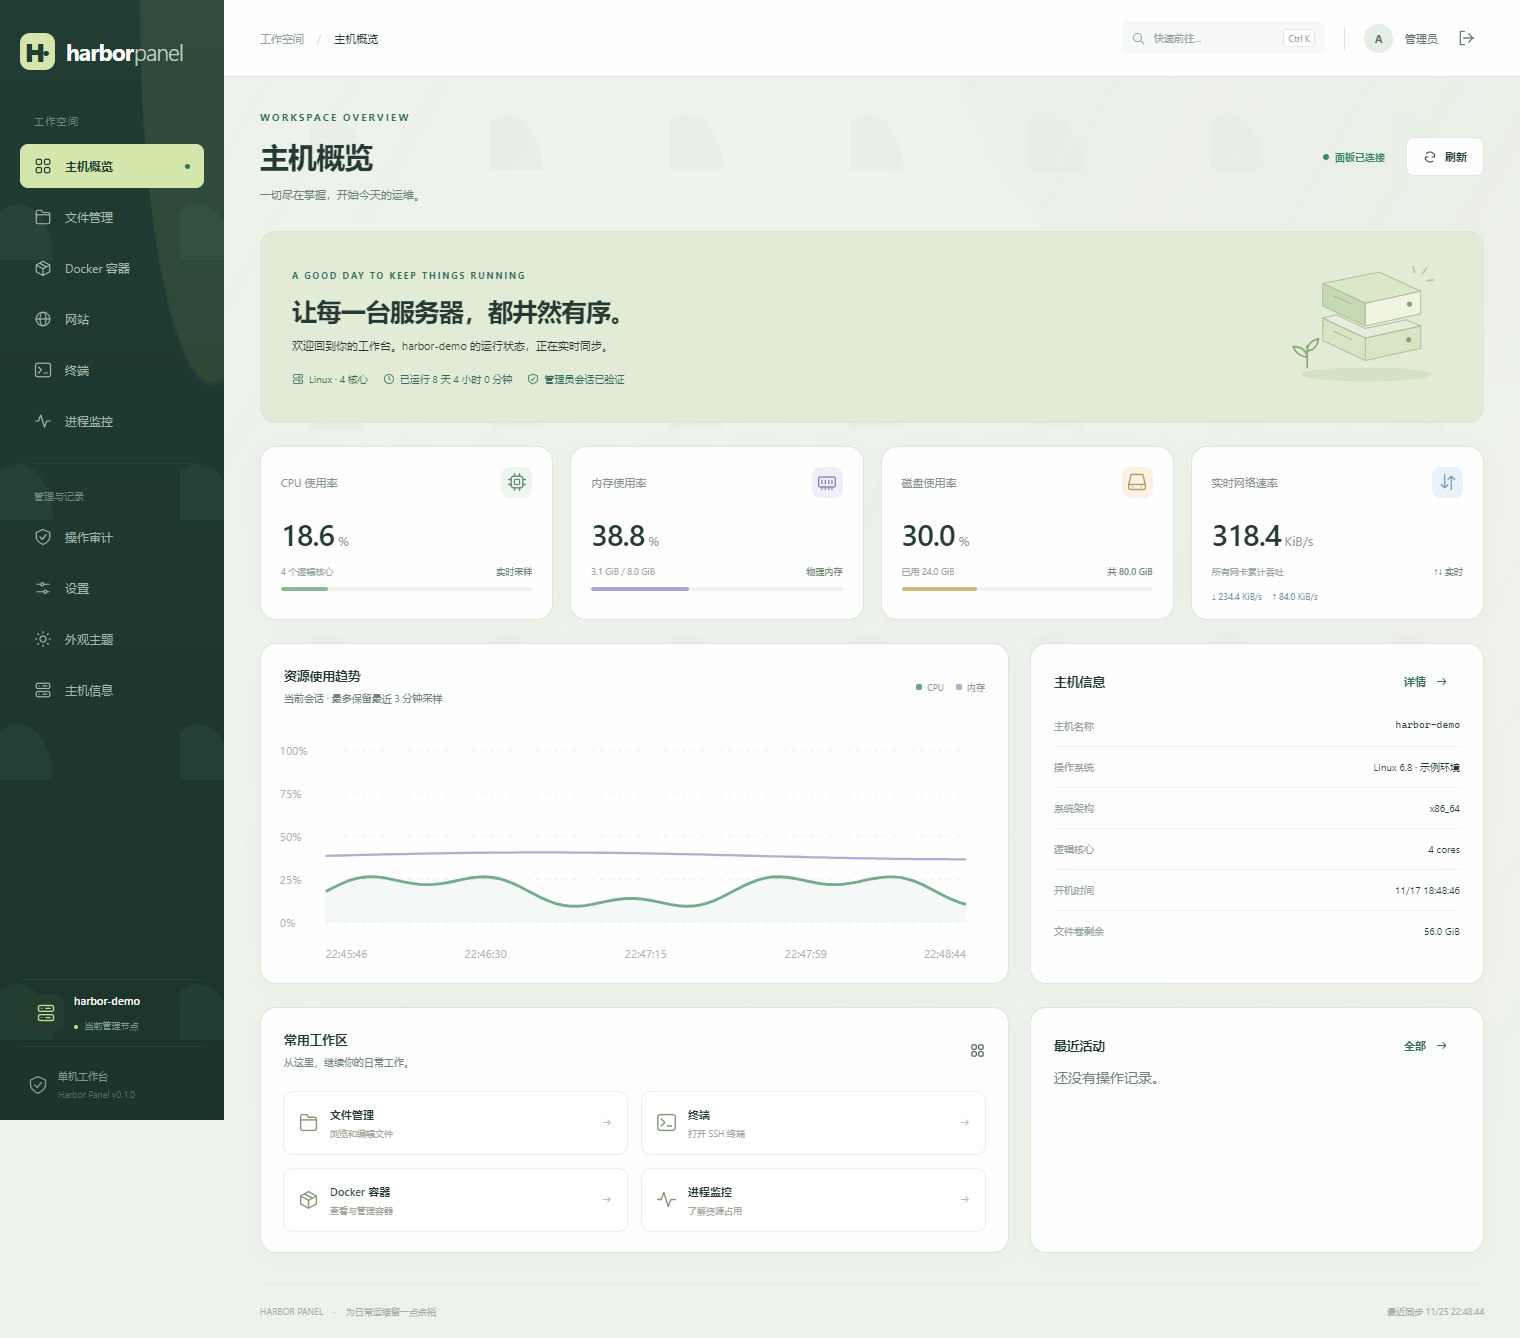 harborpanel
工作空间
主机概览
文件管理
Docker 容器
网站
终端
进程监控
管理与记录
操作审计
设置
外观主题
主机信息
harbor-demo
当前管理节点
单机工作台
Harbor Panel v0.1.0
工作空间 / 主机概览
快速前往... Ctrl K
A 管理员
WORKSPACE OVERVIEW
主机概览
一切尽在掌握，开始今天的运维。
面板已连接 刷新
A GOOD DAY TO KEEP THINGS RUNNING
让每一台服务器，都井然有序。
欢迎回到你的工作台。harbor-demo 的运行状态，正在实时同步。
Linux · 4 核心 已运行 8 天 4 小时 0 分钟 管理员会话已验证
CPU 使用率
18.6 %
4 个逻辑核心 实时采样
内存使用率
38.8 %
3.1 GiB / 8.0 GiB 物理内存
磁盘使用率
30.0 %
已用 24.0 GiB 共 80.0 GiB
实时网络速率
318.4 KiB/s
所有网卡累计吞吐 ↑↓ 实时
↓ 234.4 KiB/s ↑ 84.0 KiB/s
资源使用趋势
当前会话 · 最多保留最近 3 分钟采样
CPU 内存
100%
75%
50%
25%
0%
22:45:46 22:46:30 22:47:15 22:47:59 22:48:44
主机信息 详情 →
主机名称 harbor-demo
操作系统 Linux 6.8 · 示例环境
系统架构 x86_64
逻辑核心 4 cores
开机时间 11/17 18:48:46
文件卷剩余 56.0 GiB
常用工作区
从这里，继续你的日常工作。
文件管理 →
浏览和编辑文件
终端 →
打开 SSH 终端
Docker 容器 →
查看与管理容器
进程监控 →
了解资源占用
最近活动 全部 →
还没有操作记录。
HARBOR PANEL · 为日常运维留一点余裕
最近同步 11/25 22:48:44